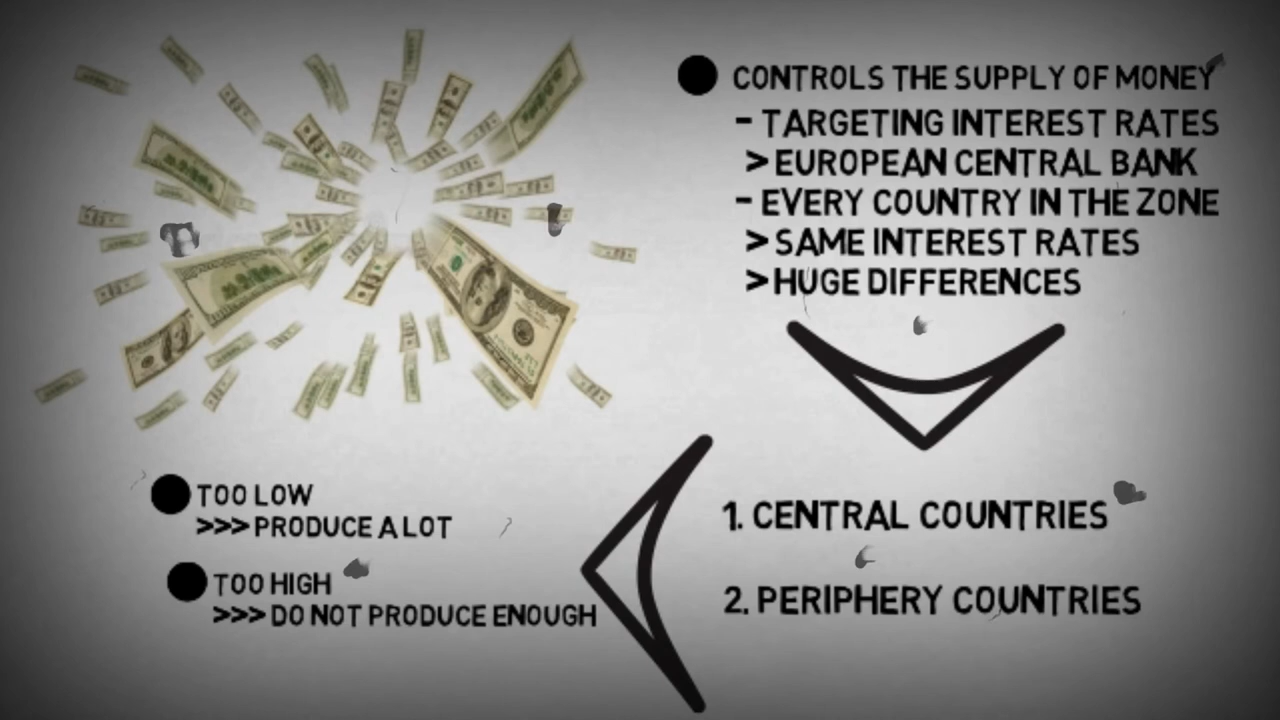 CONTROLS THE SUPPLY OF MONEY
- TARGETING INTEREST RATES
> EUROPEAN CENTRAL BANK
- EVERY COUNTRY IN THE ZONE
> SAME INTEREST RATES
> HUGE DIFFERENCES
1. CENTRAL COUNTRIES
2. PERIPHERY COUNTRIES
TOO LOW
>>> PRODUCE A LOT
TOO HIGH
>>> DO NOT PRODUCE ENOUGH